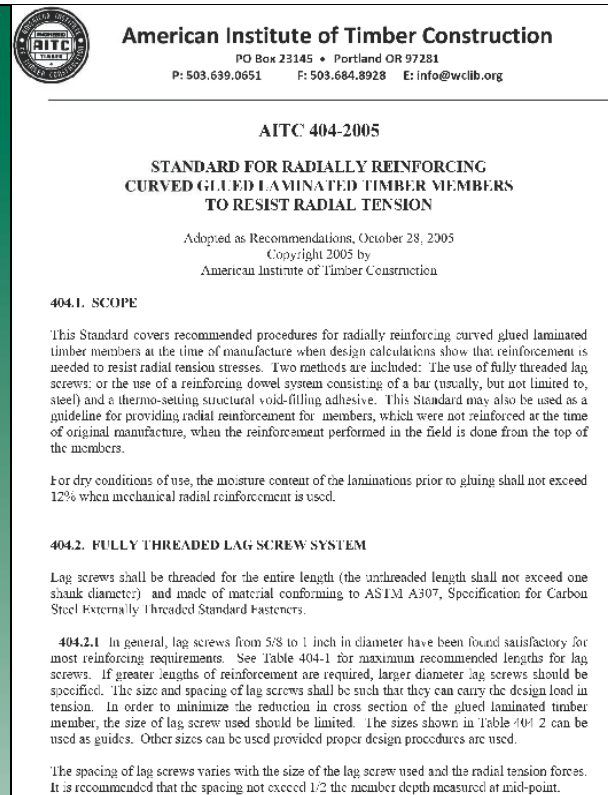 AMERICAN INSTITUTE
AITC
TIMBER
OF TIMBER CONSTRUCTION
American Institute of Timber Construction
PO Box 23145 • Portland OR 97281
P: 503.639.0651 F: 503.684.8928 E: info@wclib.org
AITC 404-2005
STANDARD FOR RADIALLY REINFORCING
CURVED GLUED LAMINATED TIMBER MEMBERS
TO RESIST RADIAL TENSION
Adopted as Recommendations, October 28, 2005
Copyright 2005 by
American Institute of Timber Construction
404.1. SCOPE
This Standard covers recommended procedures for radially reinforcing curved glued laminated
timber members at the time of manufacture when design calculations show that reinforcement is
needed to resist radial tension stresses. Two methods are included: The use of fully threaded lag
screws; or the use of a reinforcing dowel system consisting of a bar (usually, but not limited to,
steel) and a thermo-setting structural void-filling adhesive. This Standard may also be used as a
guideline for providing radial reinforcement for members, which were not reinforced at the time
of original manufacture, when the reinforcement performed in the field is done from the top of
the members.
For dry conditions of use, the moisture content of the laminations prior to gluing shall not exceed
12% when mechanical radial reinforcement is used.
404.2. FULLY THREADED LAG SCREW SYSTEM
Lag screws shall be threaded for the entire length (the unthreaded length shall not exceed one
shank diameter) and made of material conforming to ASTM A307, Specification for Carbon
Steel Externally Threaded Standard Fasteners.
404.2.1 In general, lag screws from 5/8 to 1 inch in diameter have been found satisfactory for
most reinforcing requirements. See Table 404-1 for maximum recommended lengths for lag
screws. If greater lengths of reinforcement are required, larger diameter lag screws should be
specified. The size and spacing of lag screws shall be such that they can carry the design load in
tension. In order to minimize the reduction in cross section of the glued laminated timber
member, the size of lag screw used should be limited. The sizes shown in Table 404-2 can be
used as guides. Other sizes can be used provided proper design procedures are used.
The spacing of lag screws varies with the size of the lag screw used and the radial tension forces.
It is recommended that the spacing not exceed 1/2 the member depth measured at mid-point.